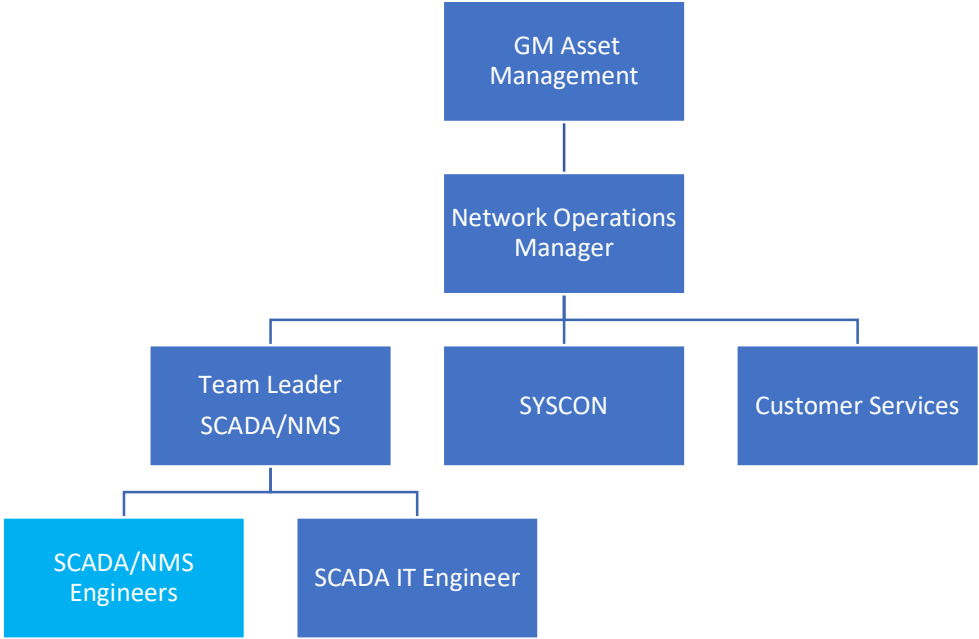 GM Asset
Management
Network Operations
Manager
Team Leader
SCADA/NMS
SYSCON
Customer Services
SCADA/NMS
Engineers
SCADA IT Engineer